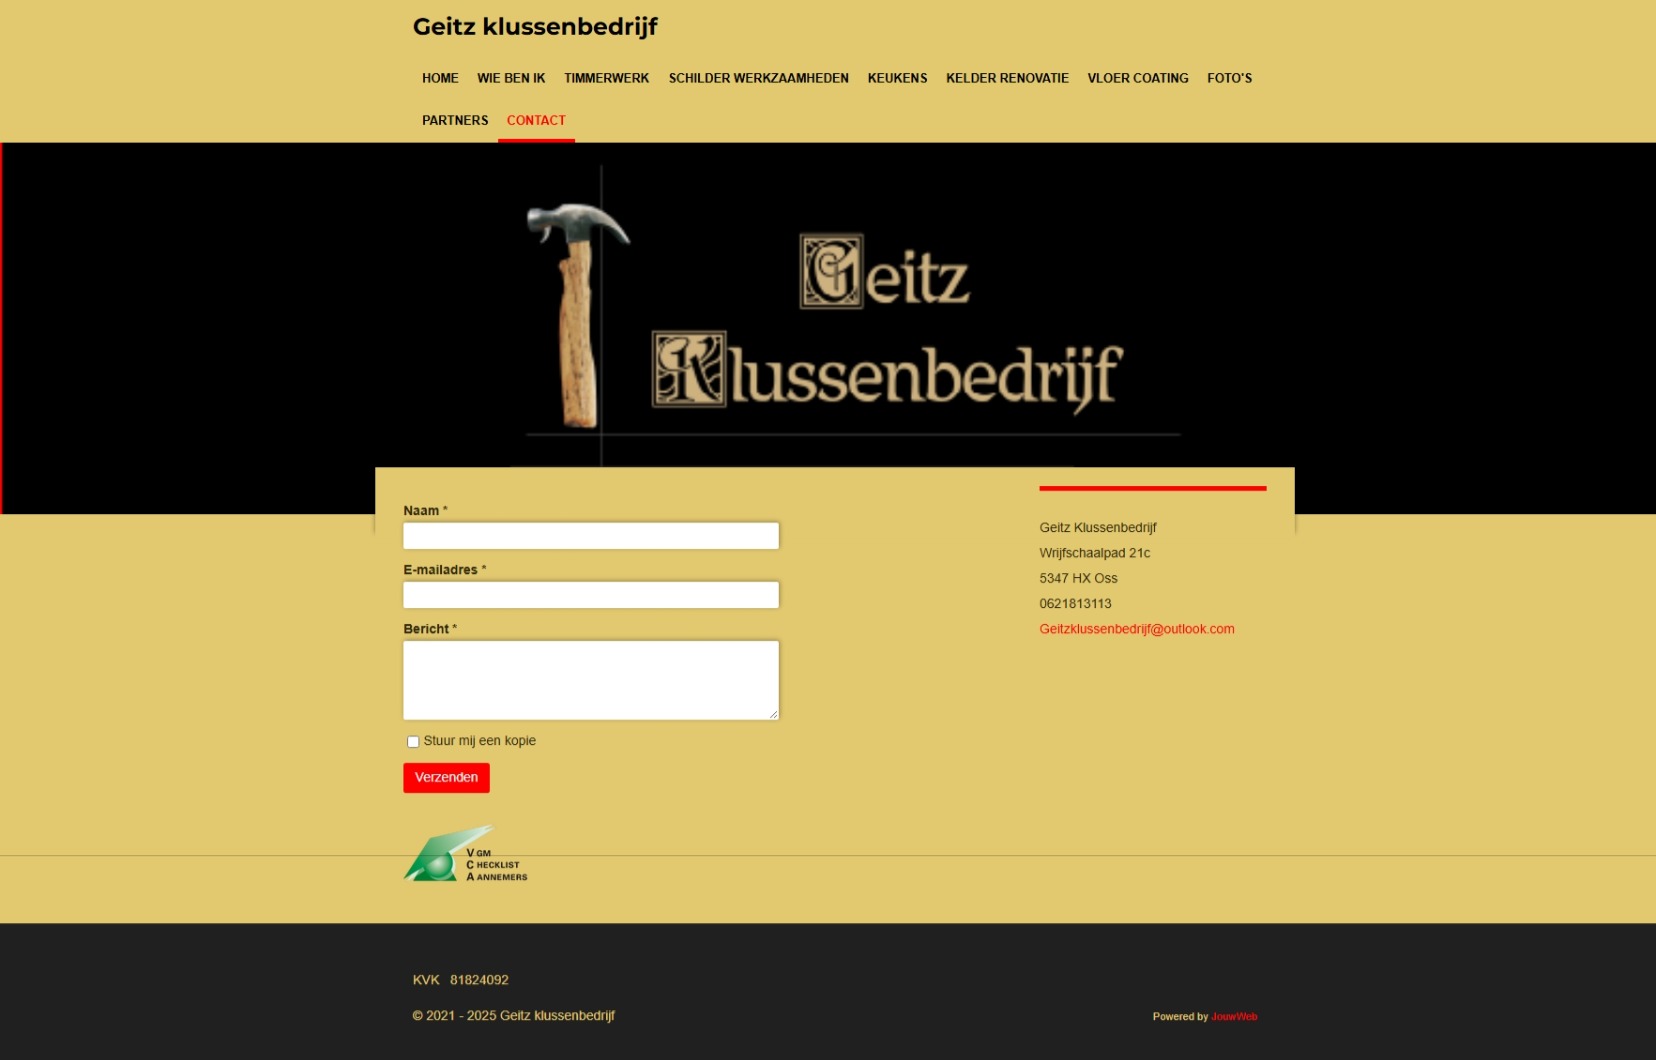 Geitz klussenbedrijf
HOME WIE BEN IK TIMMERWERK SCHILDER WERKZAAMHEDEN KEUKENS KELDER RENOVATIE VLOER COATING FOTO'S
PARTNERS CONTACT
Geitz
Klussenbedrijf
Naam *
E-mailadres *
Bericht *
Stuur mij een kopie
Verzenden
V GM
C HECKLIST
A ANNEMERS
Geitz Klussenbedrijf
Wrijfschaalpad 21c
5347 HX Oss
0621813113
Geitzklussenbedrijf@outlook.com
KVK 81824092
© 2021 - 2025 Geitz klussenbedrijf
Powered by JouwWeb